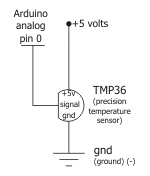 Arduino
analog
pin 0
+5 volts
+5v
signal
gnd
TMP36
(precision
temperature
sensor)
gnd
(ground) (-)